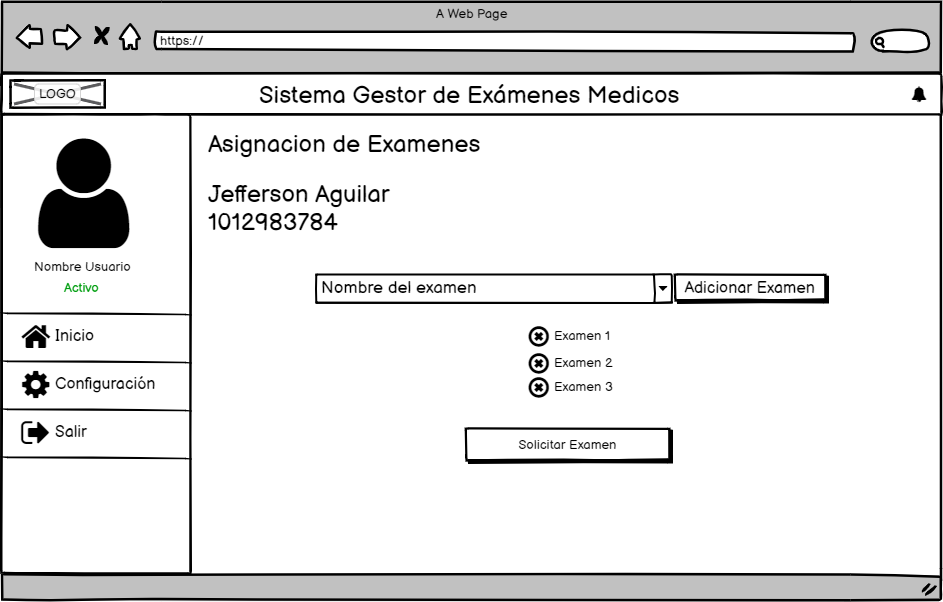 A Web Page
https://
LOGO
Sistema Gestor de Exámenes Medicos
Nombre Usuario
Activo
Inicio
Configuración
Salir
Asignacion de Examenes
Jefferson Aguilar
1012983784
Nombre del examen
Adicionar Examen
Examen 1
Examen 2
Examen 3
Solicitar Examen